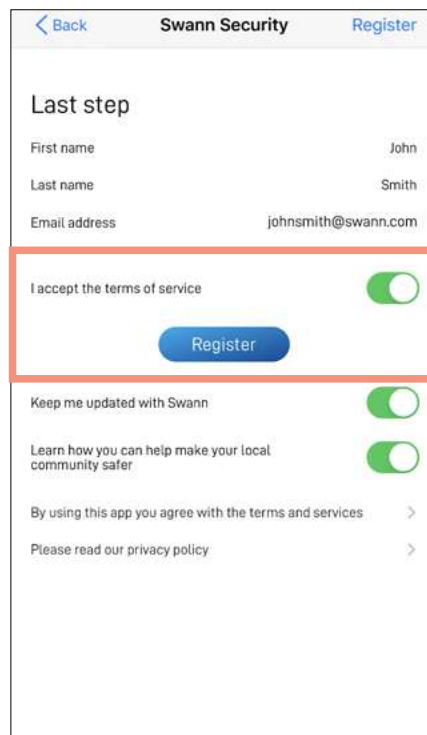 Back Swann Security Register
Last step
First name John
Last name Smith
Email address johnsmith@swann.com
I accept the terms of service
Register
Keep me updated with Swann
Learn how you can help make your local
community safer
By using this app you agree with the terms and services
Please read our privacy policy